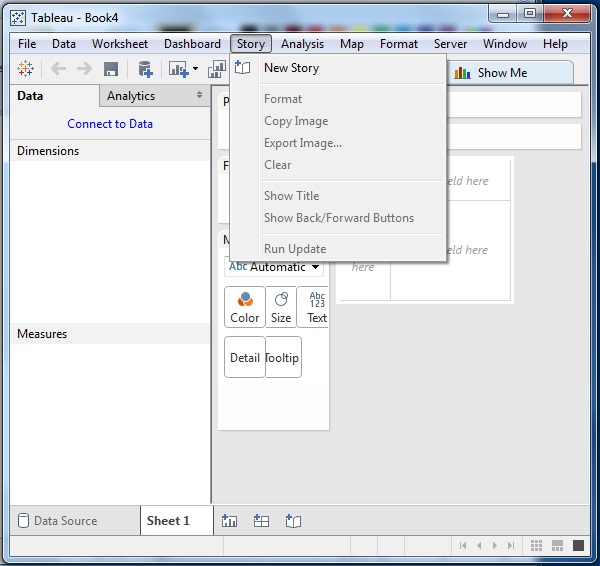 Tableau - Book4
File Data Worksheet Dashboard Story Analysis Map Format Server Window Help
Show Me
New Story
Format
Copy Image
Export Image...
Clear
Show Title
Show Back/Forward Buttons
Run Update
Data Analytics
Connect to Data
Dimensions
Measures
P
F
M
eld here
eld here
here
Abc Automatic
Color Size Abc 123 Text
Detail Tooltip
Data Source Sheet 1